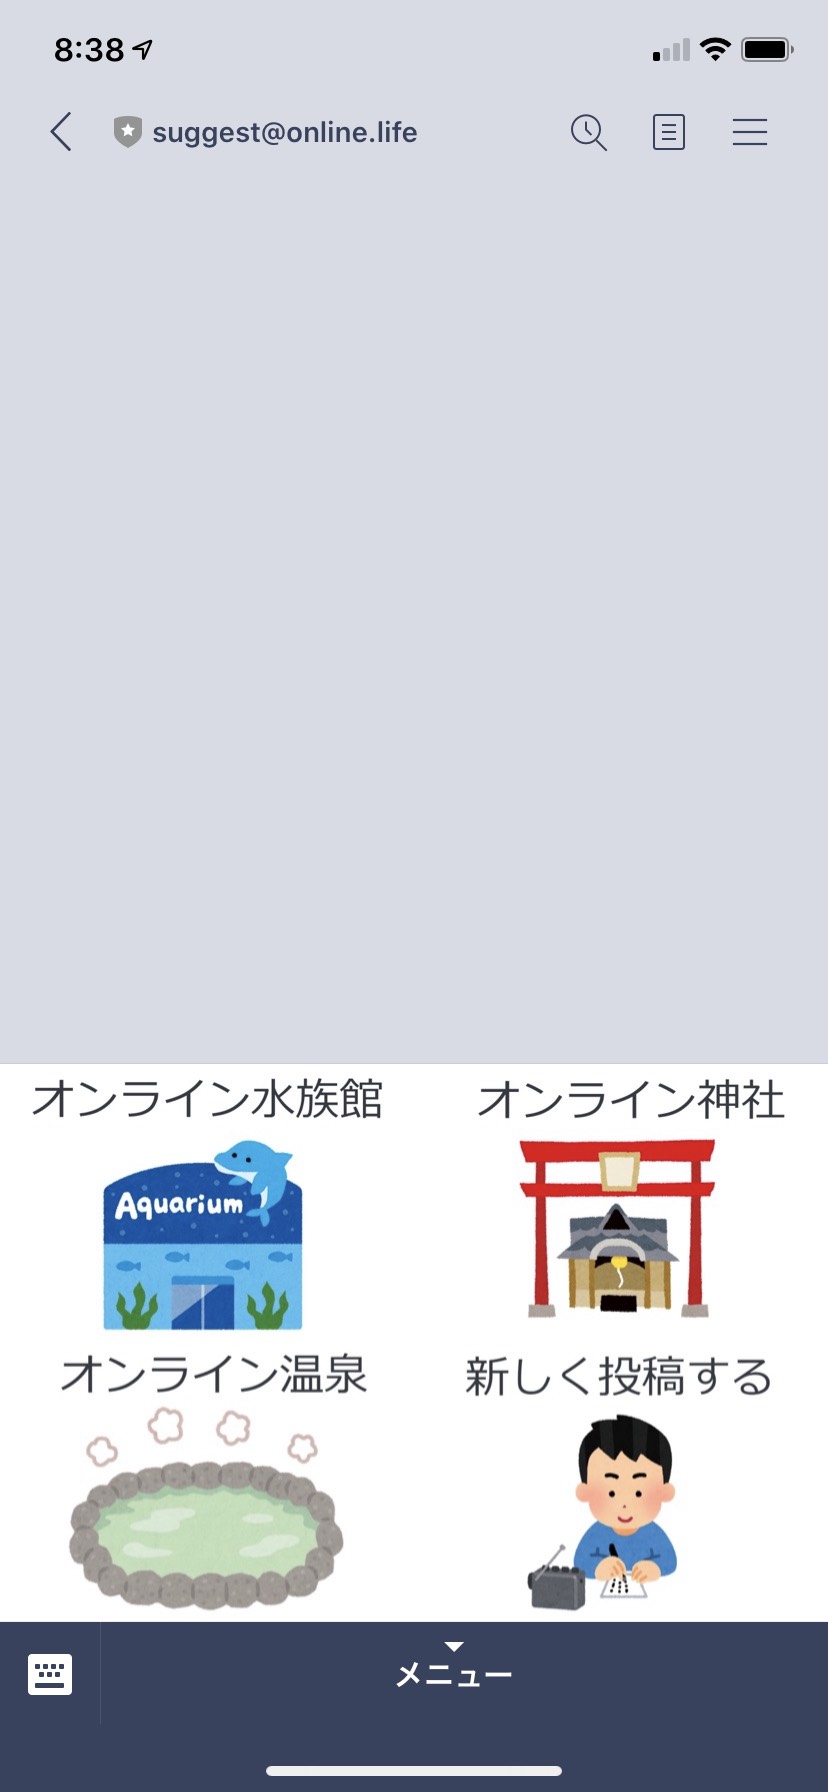 8:38
suggest@online.life
オンライン水族館
オンライン神社
Aquarium
オンライン温泉
新しく投稿する
メニュー